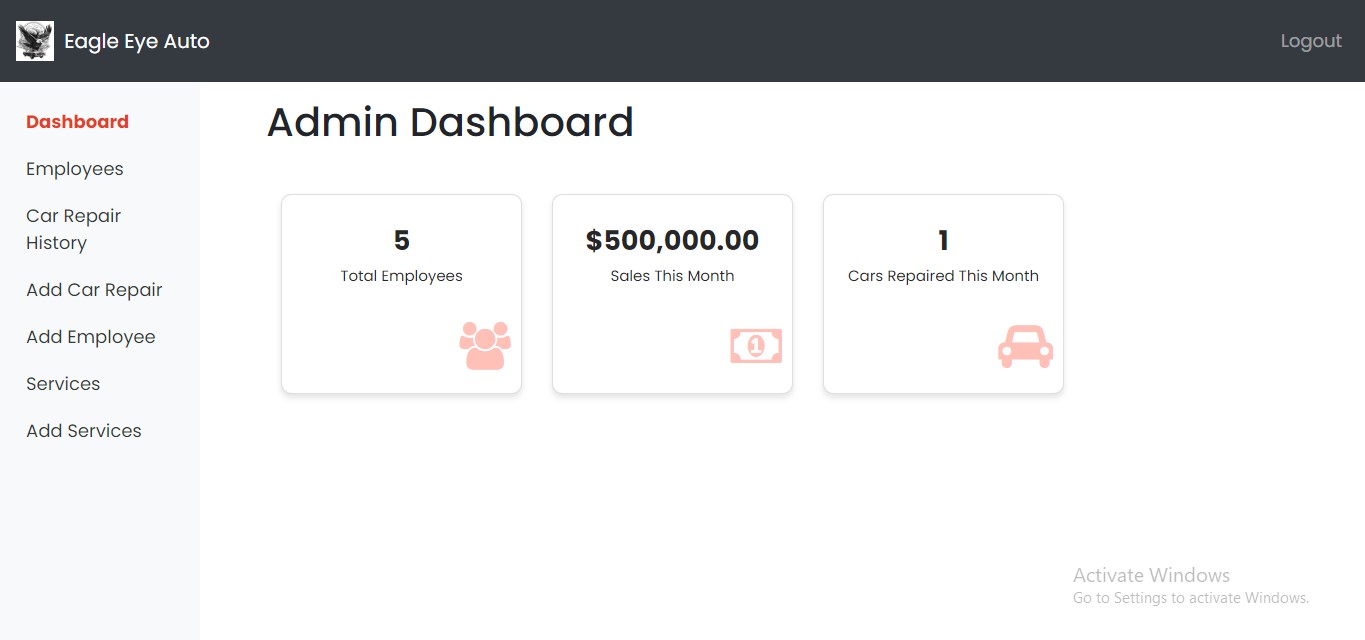 Eagle Eye Auto
Logout
Dashboard
Employees
Car Repair
History
Add Car Repair
Add Employee
Services
Add Services
Admin Dashboard
5
Total Employees
$500,000.00
Sales This Month
1
1
Cars Repaired This Month
Activate Windows
Go to Settings to activate Windows.